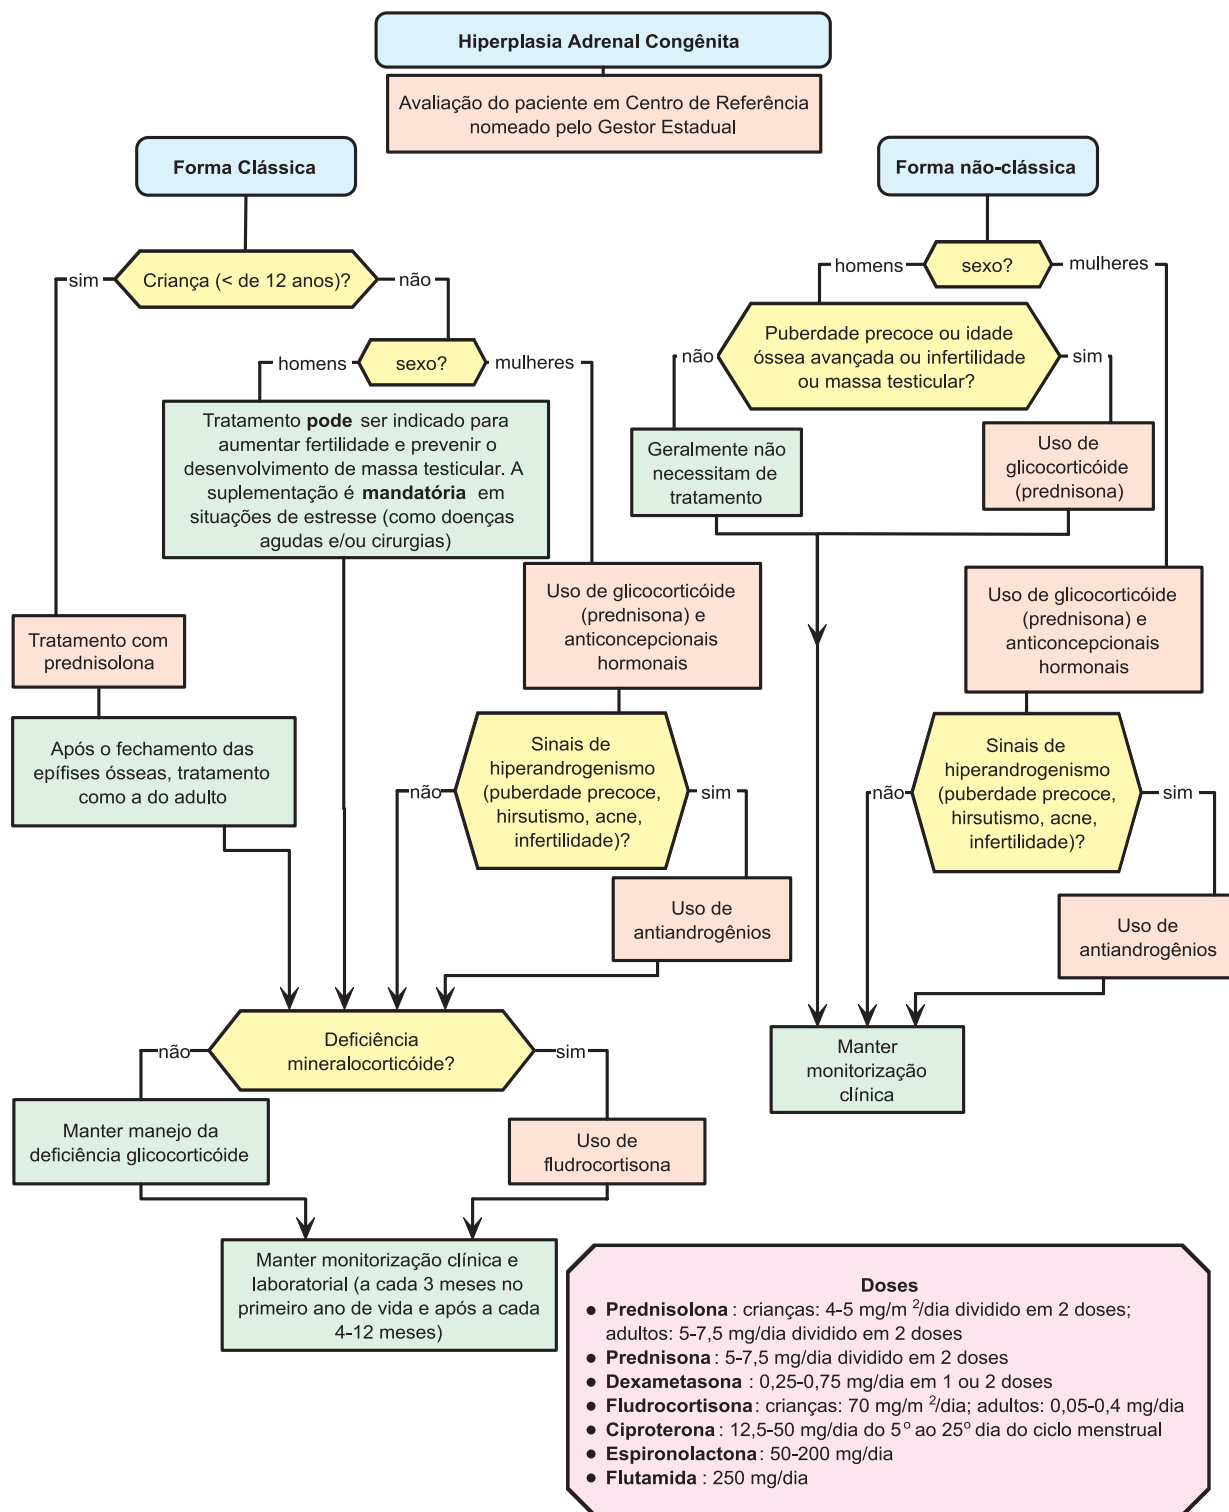 Hiperplasia Adrenal Congênita
Avaliação do paciente em Centro de Referência
nomeado pelo Gestor Estadual
Forma Clássica
Criança (< de 12 anos)?
sim
não
sexo?
homens
mulheres
Tratamento pode ser indicado para
aumentar fertilidade e prevenir o
desenvolvimento de massa testicular. A
suplementação é mandatória em
situações de estresse (como doenças
agudas e/ou cirurgias)
Tratamento com
prednisolona
Após o fechamento das
epífises ósseas, tratamento
como a do adulto
Uso de glicocorticóide
(prednisona) e
anticoncepcionais
hormonais
Sinais de
hiperandrogenismo
(puberdade precoce,
hirsutismo, acne,
infertilidade)?
não
sim
Uso de
antiandrogênios
Deficiência
mineralocorticóide?
não
sim
Manter manejo da
deficiência glicocorticóide
Uso de
fludrocortisona
Manter monitorização clínica e
laboratorial (a cada 3 meses no
primeiro ano de vida e após a cada
4-12 meses)
Forma não-clássica
sexo?
homens
mulheres
Puberdade precoce ou idade
óssea avançada ou infertilidade
ou massa testicular?
não
sim
Geralmente não
necessitam de
tratamento
Uso de
glicocorticóide
(prednisona)
Uso de glicocorticóide
(prednisona) e
anticoncepcionais
hormonais
Sinais de
hiperandrogenismo
(puberdade precoce,
hirsutismo, acne,
infertilidade)?
não
sim
Uso de
antiandrogênios
Manter
monitorização
clínica
Doses
● Prednisolona : crianças: 4-5 mg/m ²/dia dividido em 2 doses;
adultos: 5-7,5 mg/dia dividido em 2 doses
● Prednisona : 5-7,5 mg/dia dividido em 2 doses
● Dexametasona : 0,25-0,75 mg/dia em 1 ou 2 doses
● Fludrocortisona: crianças: 70 mg/m ²/dia; adultos: 0,05-0,4 mg/dia
● Ciproterona : 12,5-50 mg/dia do 5º ao 25º dia do ciclo menstrual
● Espironolactona : 50-200 mg/dia
● Flutamida : 250 mg/dia